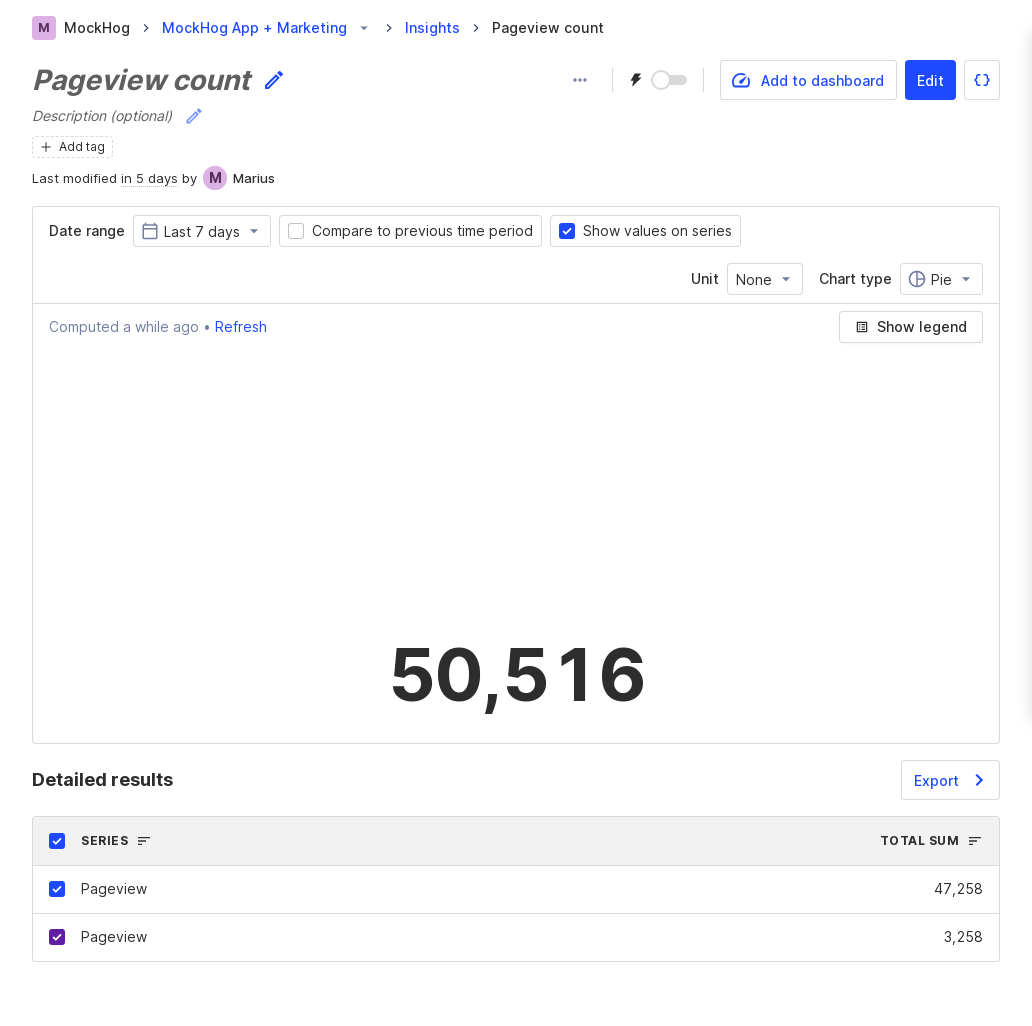 M MockHog MockHog App + Marketing Insights Pageview count
Pageview count
Add to dashboard Edit
Description (optional)
Add tag
Last modified in 5 days by M Marius
Date range Last 7 days Compare to previous time period Show values on series
Unit None Chart type Pie
Computed a while ago • Refresh Show legend
50,516
Detailed results Export
SERIES TOTAL SUM
Pageview 47,258
Pageview 3,258